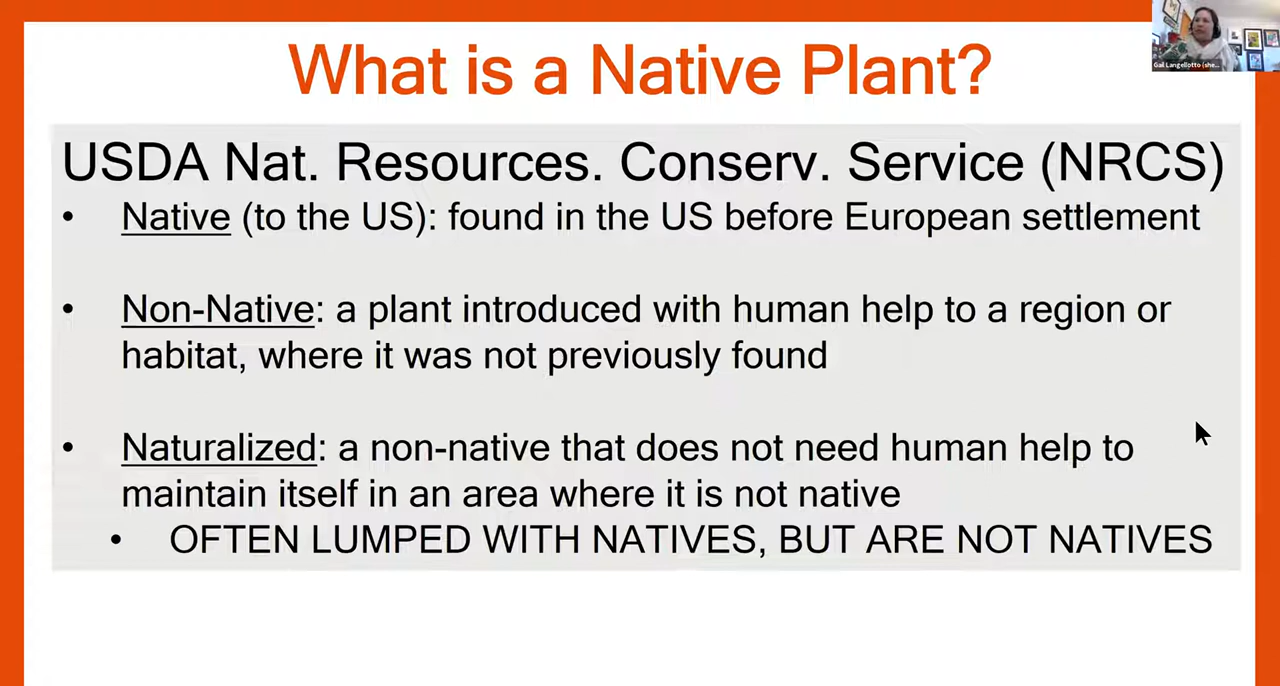 What is a Native Plant?
Gail Langellotto (she...
USDA Nat. Resources. Conserv. Service (NRCS)
• Native (to the US): found in the US before European settlement
• Non-Native: a plant introduced with human help to a region or
habitat, where it was not previously found
• Naturalized: a non-native that does not need human help to
maintain itself in an area where it is not native
• OFTEN LUMPED WITH NATIVES, BUT ARE NOT NATIVES